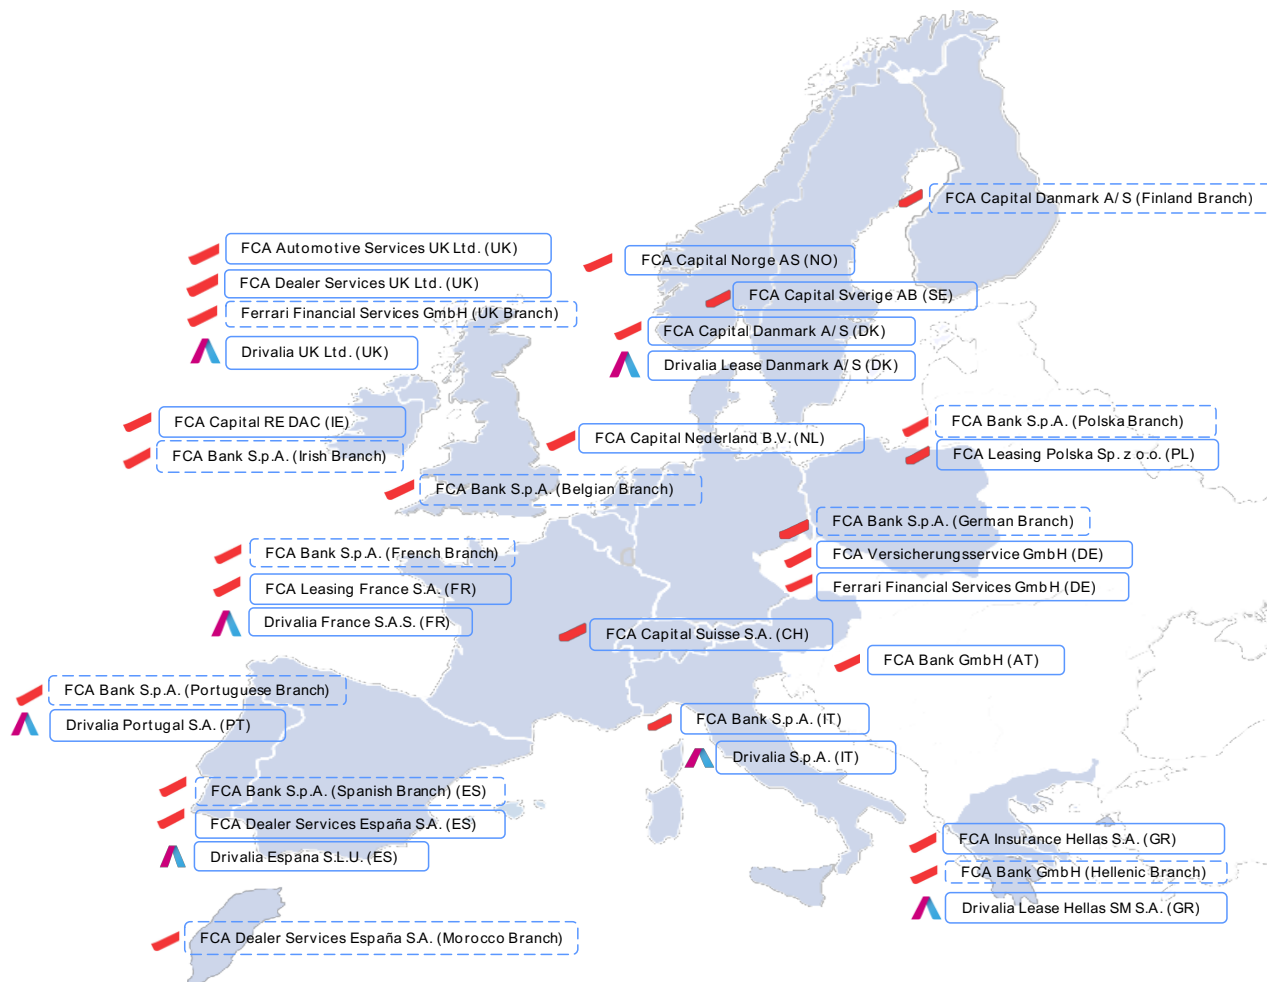 FCA Capital Danmark A/S (Finland Branch)
FCA Automotive Services UK Ltd. (UK)
FCA Dealer Services UK Ltd. (UK)
Ferrari Financial Services GmbH (UK Branch)
Drivalia UK Ltd. (UK)
FCA Capital Norge AS (NO)
FCA Capital Sverige AB (SE)
FCA Capital Danmark A/S (DK)
Drivalia Lease Danmark A/S (DK)
FCA Capital RE DAC (IE)
FCA Bank S.p.A. (Irish Branch)
FCA Capital Nederland B.V. (NL)
FCA Bank S.p.A. (Polska Branch)
FCA Leasing Polska Sp. z o.o. (PL)
FCA Bank S.p.A. (Belgian Branch)
FCA Bank S.p.A. (German Branch)
FCA Versicherungsservice GmbH (DE)
Ferrari Financial Services GmbH (DE)
FCA Bank S.p.A. (French Branch)
FCA Leasing France S.A. (FR)
Drivalia France S.A.S. (FR)
FCA Capital Suisse S.A. (CH)
FCA Bank GmbH (AT)
FCA Bank S.p.A. (Portuguese Branch)
Drivalia Portugal S.A. (PT)
FCA Bank S.p.A. (IT)
Drivalia S.p.A. (IT)
FCA Bank S.p.A. (Spanish Branch) (ES)
FCA Dealer Services España S.A. (ES)
Drivalia Espana S.L.U. (ES)
FCA Insurance Hellas S.A. (GR)
FCA Bank GmbH (Hellenic Branch)
Drivalia Lease Hellas SM S.A. (GR)
FCA Dealer Services España S.A. (Morocco Branch)